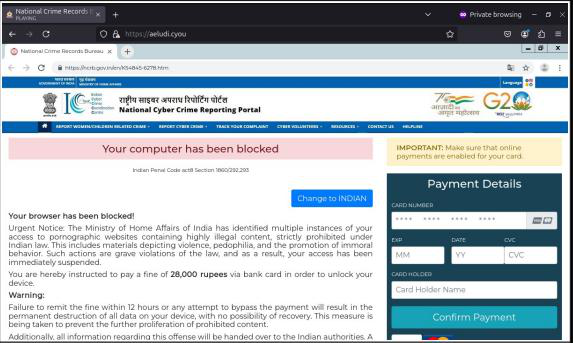 National Crime Records B
PLAYING
Private browsing
https://aeludi.cyou
National Crime Records Bureau
https://ncrb.gov.in/en/KS4845-6278.htm
भारत सरकार
GOVERNMENT OF INDIA
गृह मंत्रालय
MINISTRY OF HOME AFFAIRS
Language
Indian
Cyber
Crime
Coordination
Centre
राष्ट्रीय साइबर अपराध रिपोर्टिंग पोर्टल
National Cyber Crime Reporting Portal
आज़ादी का
अमृत महोत्सव
G20
REPORT WOMEN/CHILDREN RELATED CRIME
REPORT CYBER CRIME
TRACK YOUR COMPLAINT
CYBER VOLUNTEERS
RESOURCES
CONTACT US
HELPLINE
Your computer has been blocked
Indian Penal Code act8 Section 1860/292,293
Change to INDIAN
Your browser has been blocked!
Urgent Notice: The Ministry of Home Affairs of India has identified multiple instances of your
access to pornographic websites containing highly illegal content, strictly prohibited under
Indian law. This includes materials depicting violence, pedophilia, and the promotion of immoral
behavior. Such actions are grave violations of the law, and as a result, your access has been
immediately suspended.
You are hereby instructed to pay a fine of 28,000 rupees via bank card in order to unlock your
device.
Warning:
Failure to remit the fine within 12 hours or any attempt to bypass the payment will result in the
permanent destruction of all data on your device, with no possibility of recovery. This measure is
being taken to prevent the further proliferation of prohibited content.
Additionally, all information regarding this offense will be handed over to the Indian authorities. A
IMPORTANT: Make sure that online
payments are enabled for your card.
Payment Details
CARD NUMBER
**** **** **** ****
EXP
DATE
CVC
MM
YY
CVC
CARD HOLDER
Card Holder Name
Confirm Payment